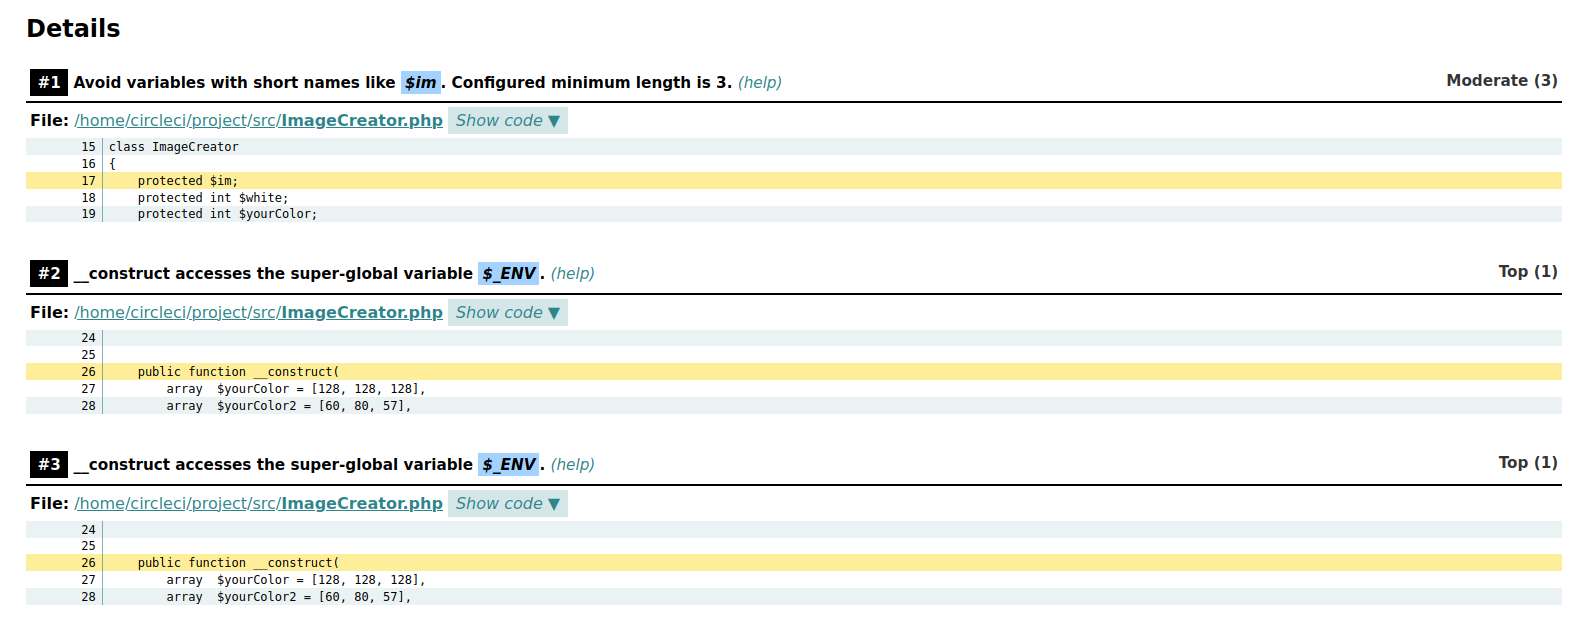 Details
#1 Avoid variables with short names like $im. Configured minimum length is 3. (help) Moderate (3)
File: /home/circleci/project/src/ImageCreator.php Show code ▼
15 class ImageCreator
16 {
17     protected $im;
18     protected int $white;
19     protected int $yourColor;
#2 __construct accesses the super-global variable $_ENV. (help) Top (1)
File: /home/circleci/project/src/ImageCreator.php Show code ▼
24
25
26     public function __construct(
27         array  $yourColor = [128, 128, 128],
28         array  $yourColor2 = [60, 80, 57],
#3 __construct accesses the super-global variable $_ENV. (help) Top (1)
File: /home/circleci/project/src/ImageCreator.php Show code ▼
24
25
26     public function __construct(
27         array  $yourColor = [128, 128, 128],
28         array  $yourColor2 = [60, 80, 57],